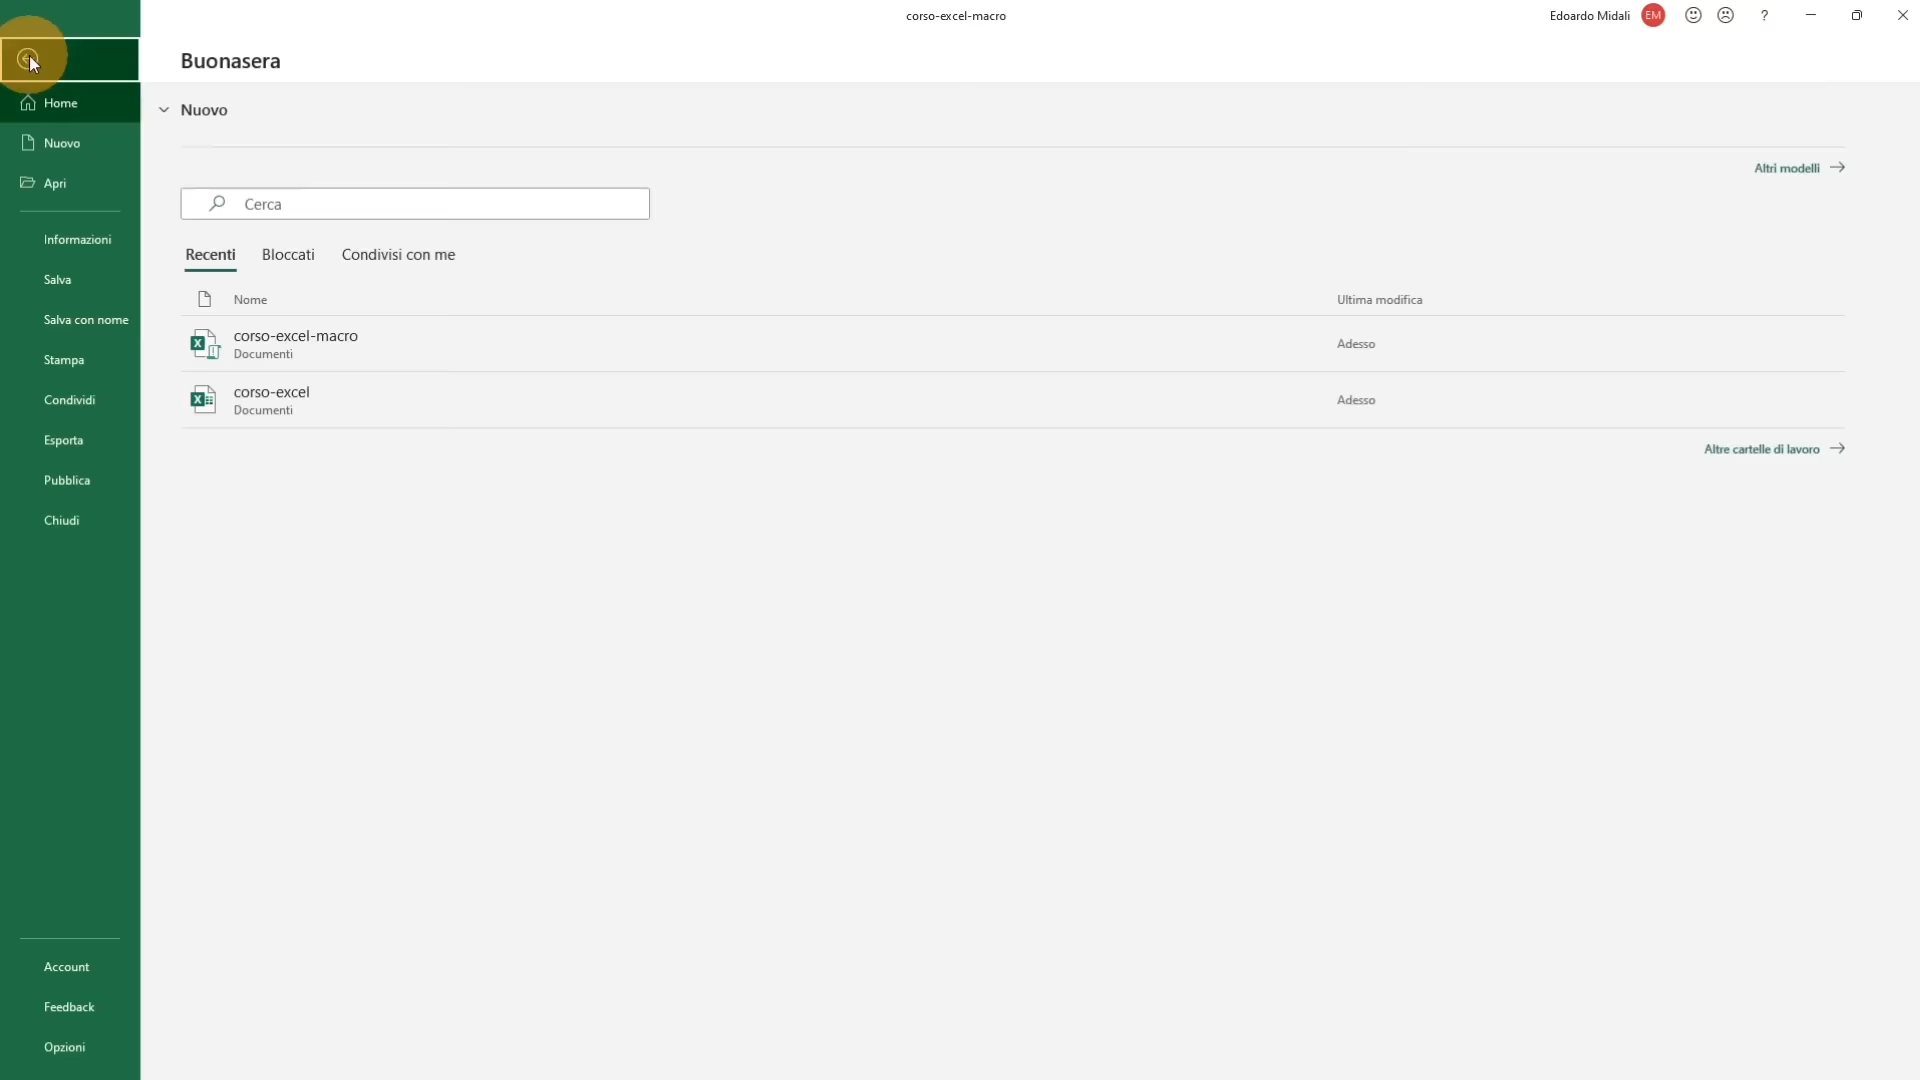 corso-excel-macro
Edoardo Midali
EM
?
Buonasera
Home
Nuovo
Apri
Informazioni
Salva
Salva con nome
Stampa
Condividi
Esporta
Pubblica
Chiudi
Account
Feedback
Opzioni
Nuovo
Altri modelli
Cerca
Recenti
Bloccati
Condivisi con me
Nome
Ultima modifica
corso-excel-macro
Documenti
Adesso
corso-excel
Documenti
Adesso
Altre cartelle di lavoro